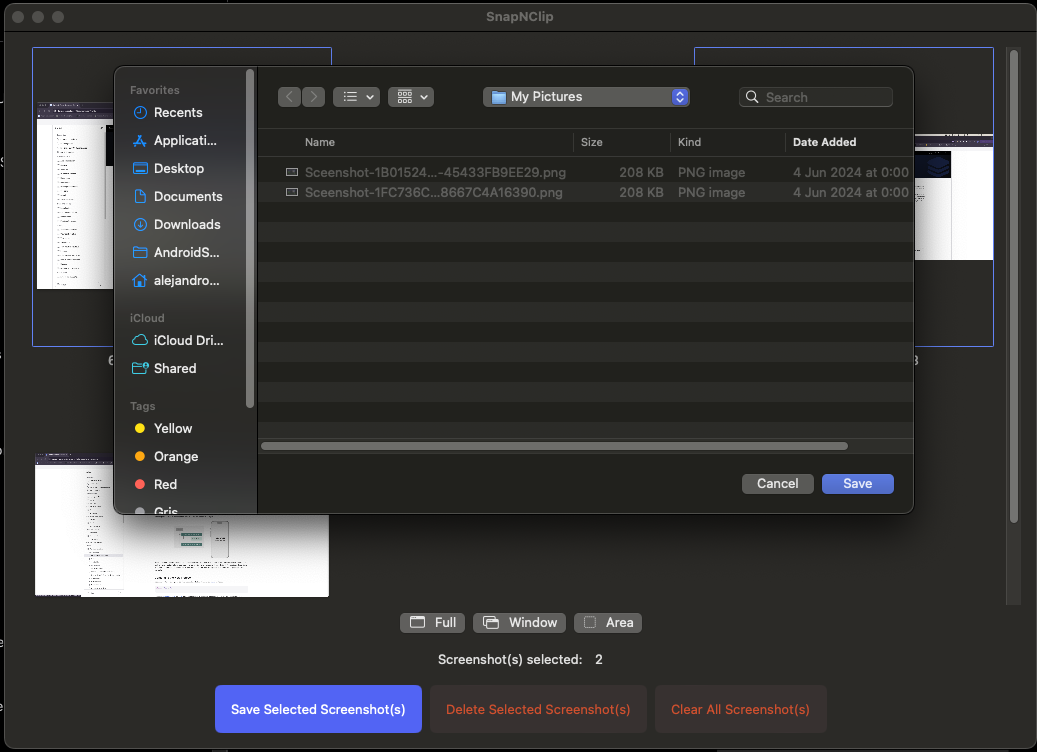 SnapNClip
Favorites
Recents
Applicati...
Desktop
Documents
Downloads
AndroidS...
alejandro...
iCloud
iCloud Dri...
Shared
Tags
Yellow
Orange
Red
Gris
My Pictures
Search
Name Size Kind Date Added
Sceenshot-1B01524...-45433FB9EE29.png 208 KB PNG image 4 Jun 2024 at 0:00
Sceenshot-1FC736C...8667C4A16390.png 208 KB PNG image 4 Jun 2024 at 0:00
Cancel Save
Full Window Area
Screenshot(s) selected: 2
Save Selected Screenshot(s) Delete Selected Screenshot(s) Clear All Screenshot(s)